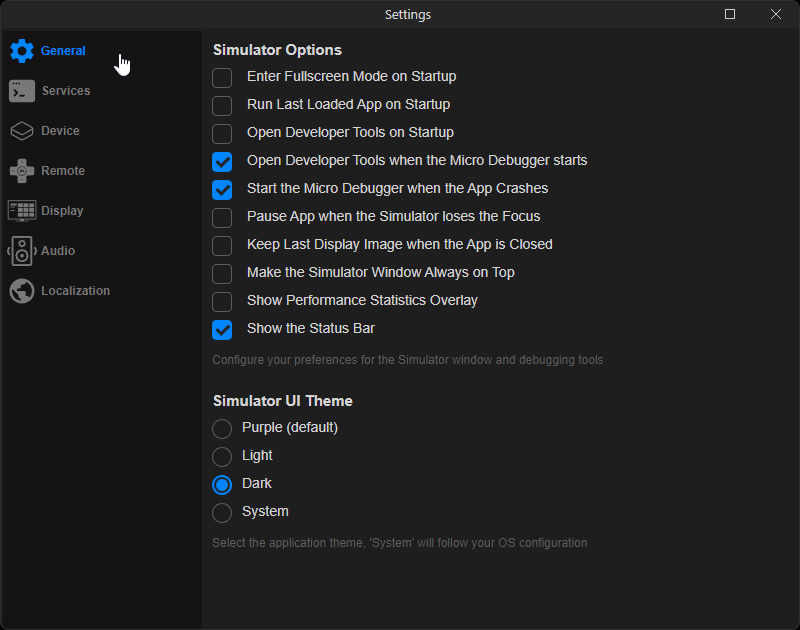 Settings
General
Services
Device
Remote
Display
Audio
Localization
Simulator Options
Enter Fullscreen Mode on Startup
Run Last Loaded App on Startup
Open Developer Tools on Startup
Open Developer Tools when the Micro Debugger starts
Start the Micro Debugger when the App Crashes
Pause App when the Simulator loses the Focus
Keep Last Display Image when the App is Closed
Make the Simulator Window Always on Top
Show Performance Statistics Overlay
Show the Status Bar
Configure your preferences for the Simulator window and debugging tools
Simulator UI Theme
Purple (default)
Light
Dark
System
Select the application theme, 'System' will follow your OS configuration